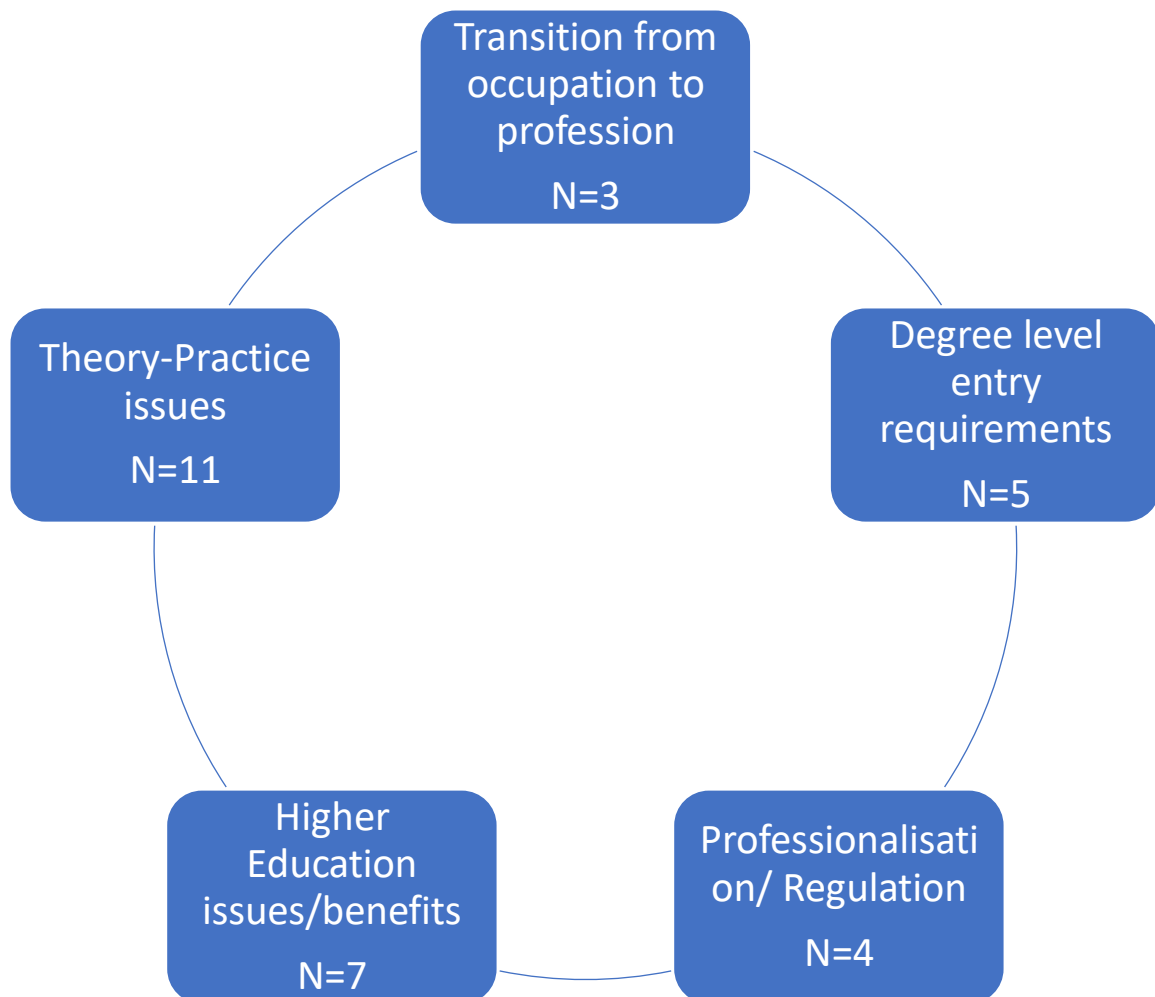 Transition from
occupation to
profession
N=3
Degree level
entry
requirements
N=5
Professionalisati
on/ Regulation
N=4
Higher
Education
issues/benefits
N=7
Theory-Practice
issues
N=11